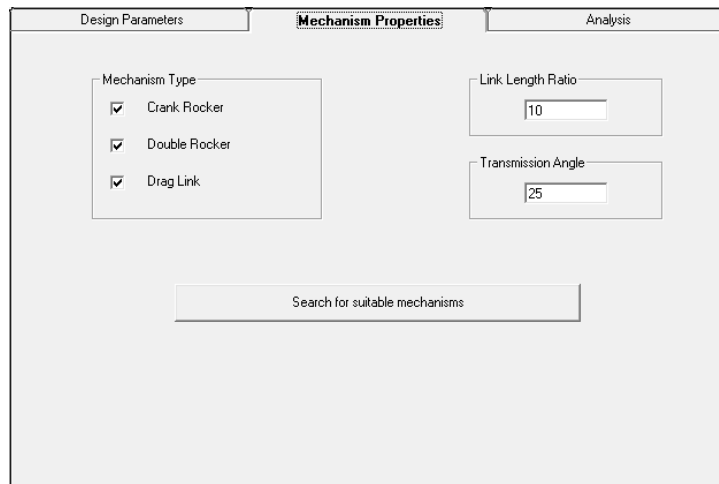 Design Parameters
Mechanism Properties
Analysis
Mechanism Type
Crank Rocker
Double Rocker
Drag Link
Link Length Ratio
10
Transmission Angle
25
Search for suitable mechanisms